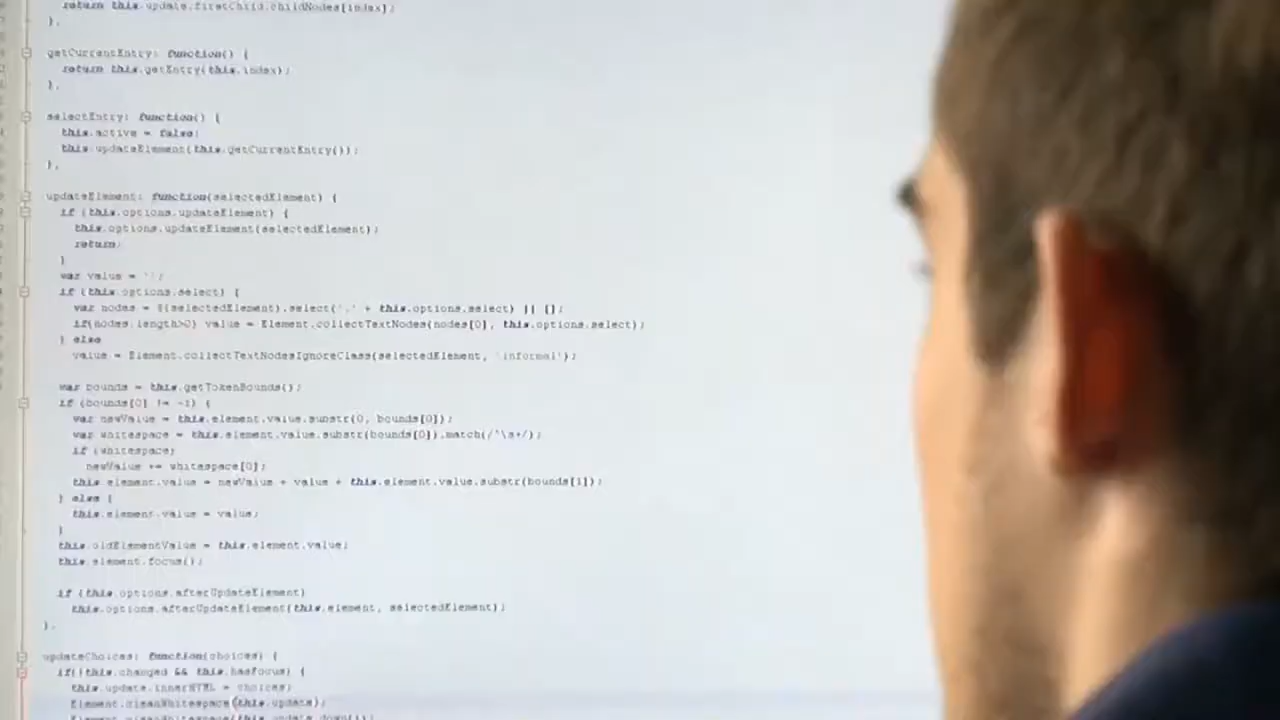 return this.update.firstChild.childNodes[index];
},
getCurrentEntry: function() {
return this.getEntry(this.index);
},
selectEntry: function() {
this.active = false;
this.updateElement(this.getCurrentEntry());
},
updateElement: function(selectedElement) {
if (this.options.updateElement) {
this.options.updateElement(selectedElement);
return;
}
var value = '';
if (this.options.select) {
var nodes = $(selectedElement).select('.' + this.options.select) || [];
if(nodes.length>0) value = Element.collectTextNodes(nodes[0], this.options.select);
} else
value = Element.collectTextNodesIgnoreClass(selectedElement, 'informal');
var bounds = this.getTokenBounds();
if (bounds[0] != -1) {
var newValue = this.element.value.substr(0, bounds[0]);
var whitespace = this.element.value.substr(bounds[0]).match(/^\s+/);
if (whitespace)
newValue += whitespace[0];
this.element.value = newValue + value + this.element.value.substr(bounds[1]);
} else {
this.element.value = value;
}
this.oldElementValue = this.element.value;
this.element.focus();
if (this.options.afterUpdateElement)
this.options.afterUpdateElement(this.element, selectedElement);
},
updateChoices: function(choices) {
if(!this.changed && this.hasFocus) {
this.update.innerHTML = choices;
Element.cleanWhitespace(this.update);
Element.cleanWhitespace(this.update.down());